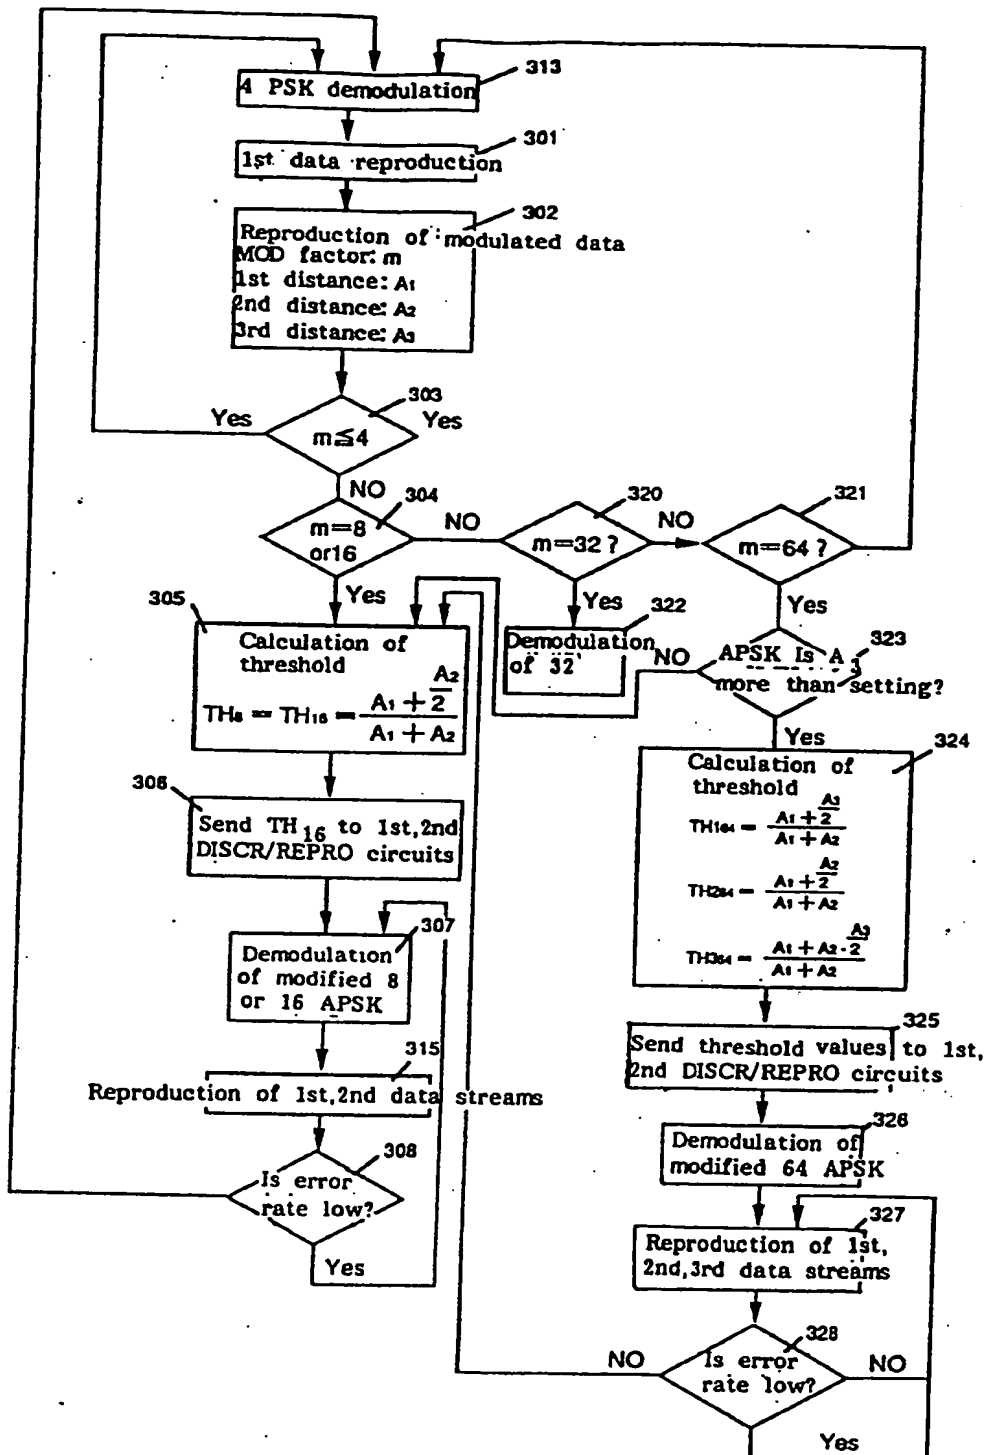 313
4 PSK demodulation
301
1st data reproduction
302
Reproduction of modulated data
MOD factor: m
1st distance: A1
2nd distance: A2
3rd distance: A3
303
Yes
Yes
m≦4
NO
304
m=8
or16
NO
320
m=32 ?
NO
321
m=64 ?
Yes
Yes
Yes
305
Calculation of
threshold
TH8 = TH16 = (A1 + A2/2)/(A1 + A2)
322
Demodulation
of 32
NO
323
APSK Is A3
more than setting?
Yes
306
Send TH16 to 1st,2nd
DISCR/REPRO circuits
324
Calculation of
threshold
TH164 = (A1 + A3/2)/(A1 + A2)
TH264 = (A1 + A2/2)/(A1 + A2)
TH364 = (A1 + A2 - A3/2)/(A1 + A2)
307
Demodulation
of modified 8
or 16 APSK
315
Reproduction of 1st,2nd data streams
308
Is error
rate low?
Yes
325
Send threshold values to 1st,
2nd DISCR/REPRO circuits
326
Demodulation of
modified 64 APSK
327
Reproduction of 1st,
2nd,3rd data streams
328
NO
Is error
rate low?
NO
Yes